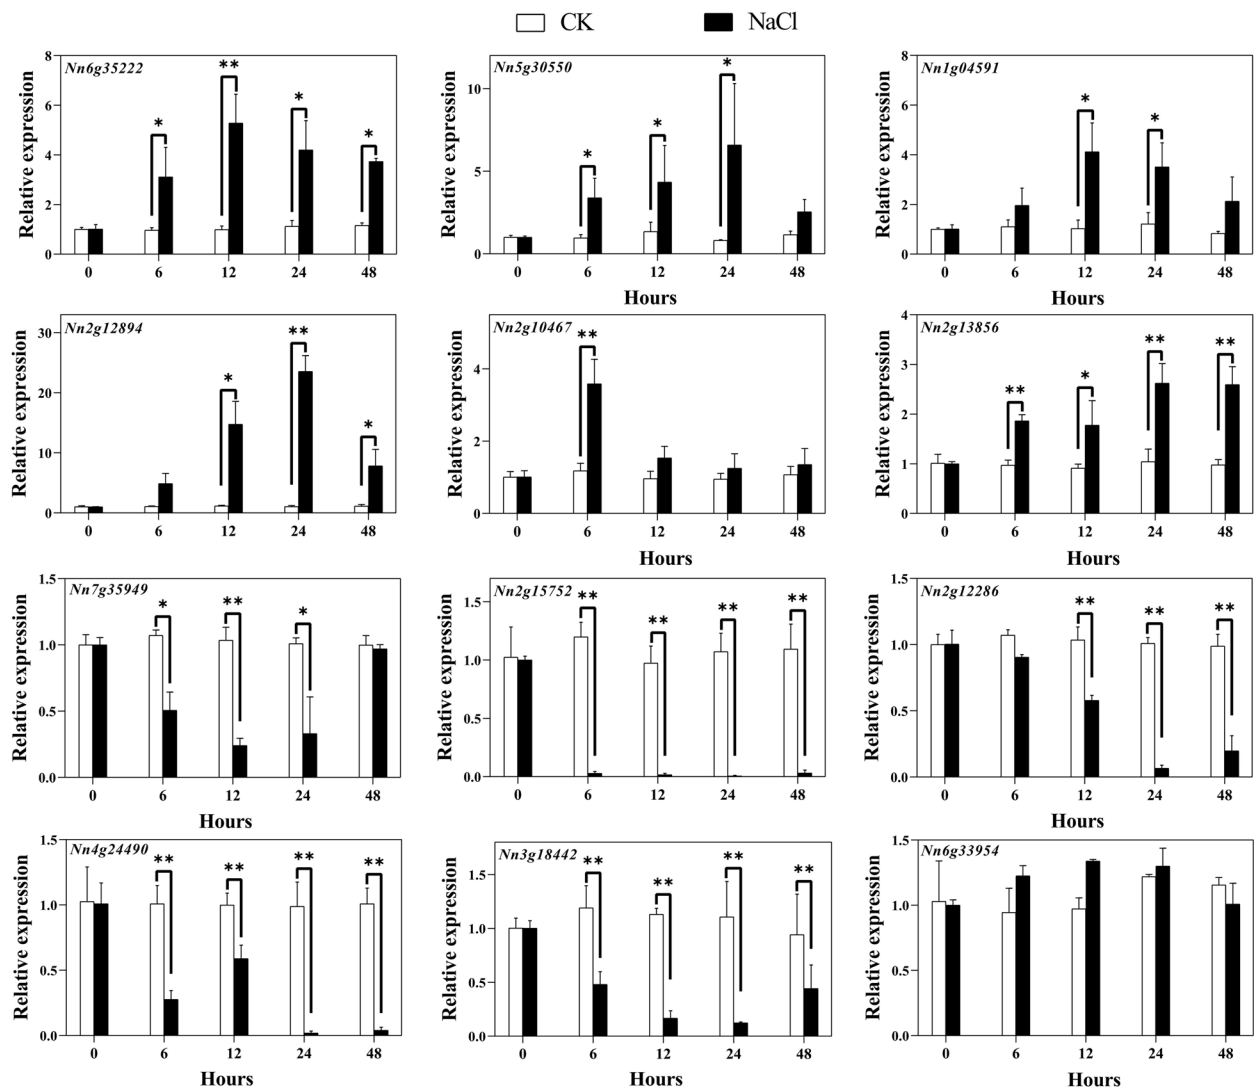 CK NaCl
Nn6g35222
Relative expression
8
6
4
2
0
** * * *
0 6 12 24 48
Nn5g30550
Relative expression
10
5
0
* * *
0 6 12 24 48
Hours
Nn1g04591
Relative expression
8
6
4
2
0
* *
0 6 12 24 48
Hours
Nn2g12894
Relative expression
30
20
10
0
* ** *
0 6 12 24 48
Nn2g10467
Relative expression
4
2
0
**
0 6 12 24 48
Hours
Nn2g13856
Relative expression
4
3
2
1
0
** * ** **
0 6 12 24 48
Hours
Nn7g35949
Relative expression
1.5
1.0
0.5
0.0
* ** *
0 6 12 24 48
Hours
Nn2g15752
Relative expression
1.5
1.0
0.5
0.0
** ** ** **
0 6 12 24 48
Nn2g12286
Relative expression
1.5
1.0
0.5
0.0
** ** **
0 6 12 24 48
Hours
Nn4g24490
Relative expression
1.5
1.0
0.5
0.0
** ** ** **
0 6 12 24 48
Hours
Nn3g18442
Relative expression
1.5
1.0
0.5
0.0
** ** ** **
0 6 12 24 48
Hours
Nn6g33954
Relative expression
1.5
1.0
0.5
0.0
0 6 12 24 48
Hours